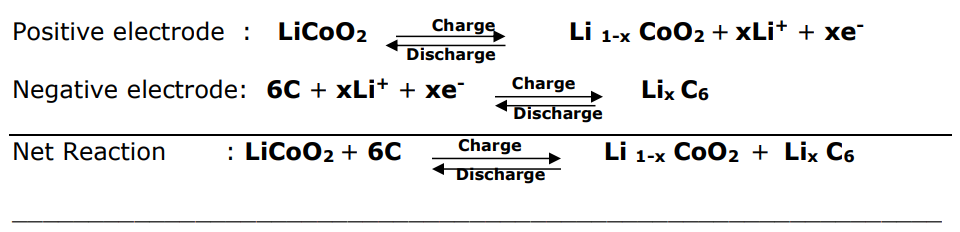 Positive electrode : LiCoO₂ Charge Discharge Li ₁₋ₓ CoO₂ + xLi⁺ + xe⁻
Negative electrode: 6C + xLi⁺ + xe⁻ Charge Discharge Liₓ C₆
Net Reaction : LiCoO₂ + 6C Charge Discharge Li ₁₋ₓ CoO₂ + Liₓ C₆